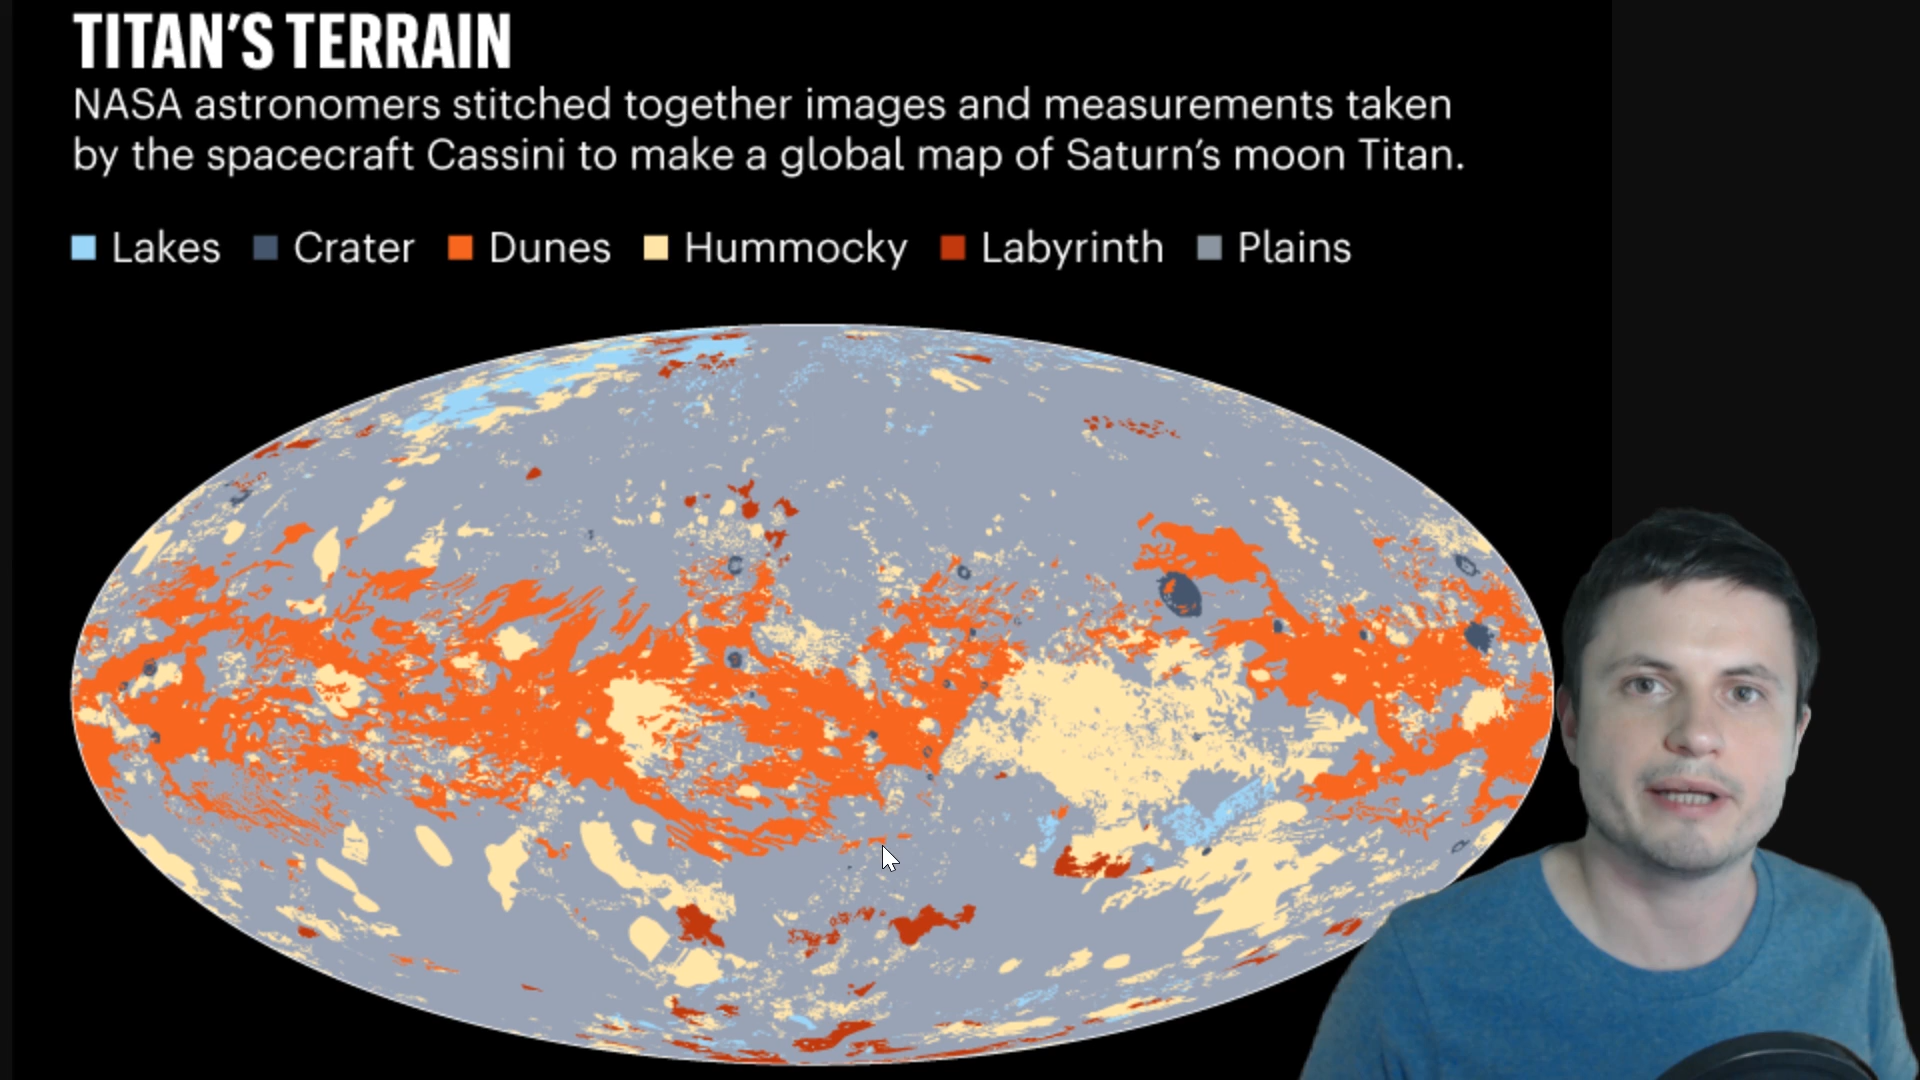 TITAN’S TERRAIN
NASA astronomers stitched together images and measurements taken
by the spacecraft Cassini to make a global map of Saturn’s moon Titan.
Lakes Crater Dunes Hummocky Labyrinth Plains